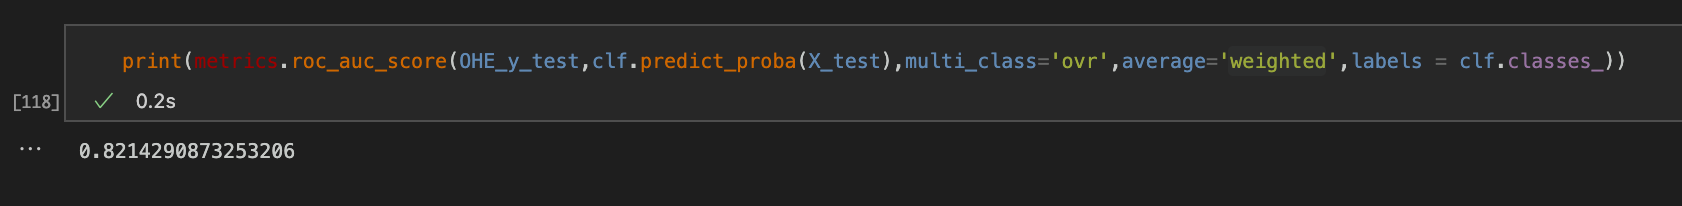 print(metrics.roc_auc_score(OHE_y_test,clf.predict_proba(X_test),multi_class='ovr',average='weighted',labels = clf.classes_))
[118] ✓ 0.2s
... 0.8214290873253206